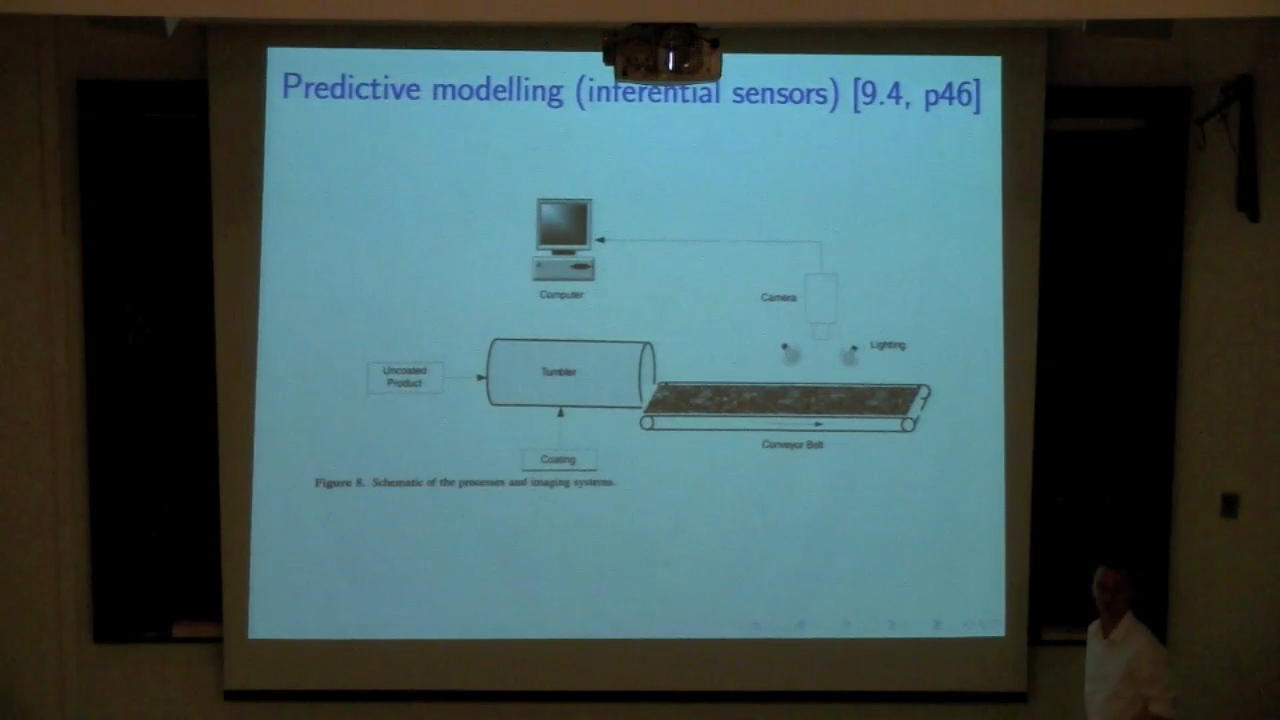 Predictive modelling (inferential sensors) [9.4, p46]
Computer
Camera
Lighting
Uncoated
Product
Tumbler
Conveyor Belt
Coating
Figure 8. Schematic of the processes and imaging systems.